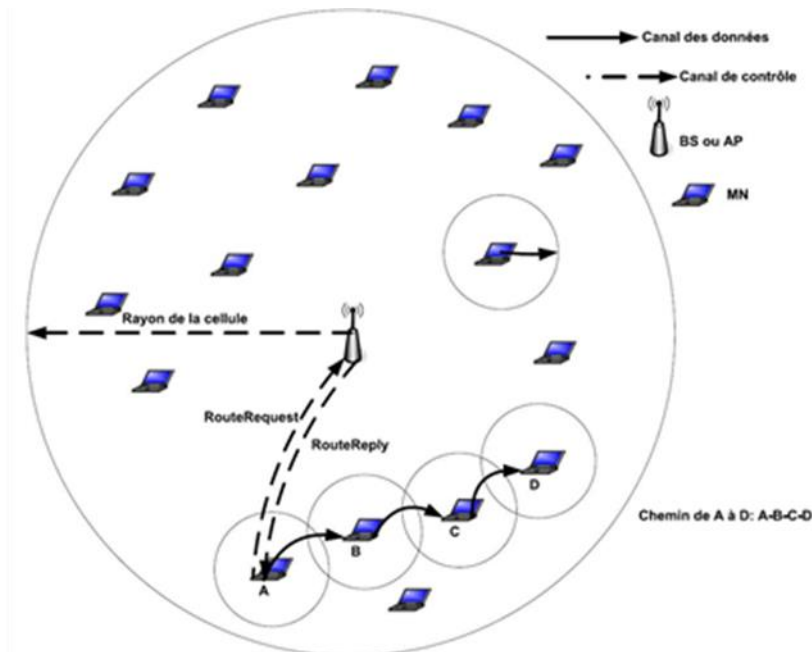 Canal des données
Canal de contrôle
BS ou AP
MN
Rayon de la cellule
RouteRequest
RouteReply
D
C
B
A
Chemin de A à D: A-B-C-D